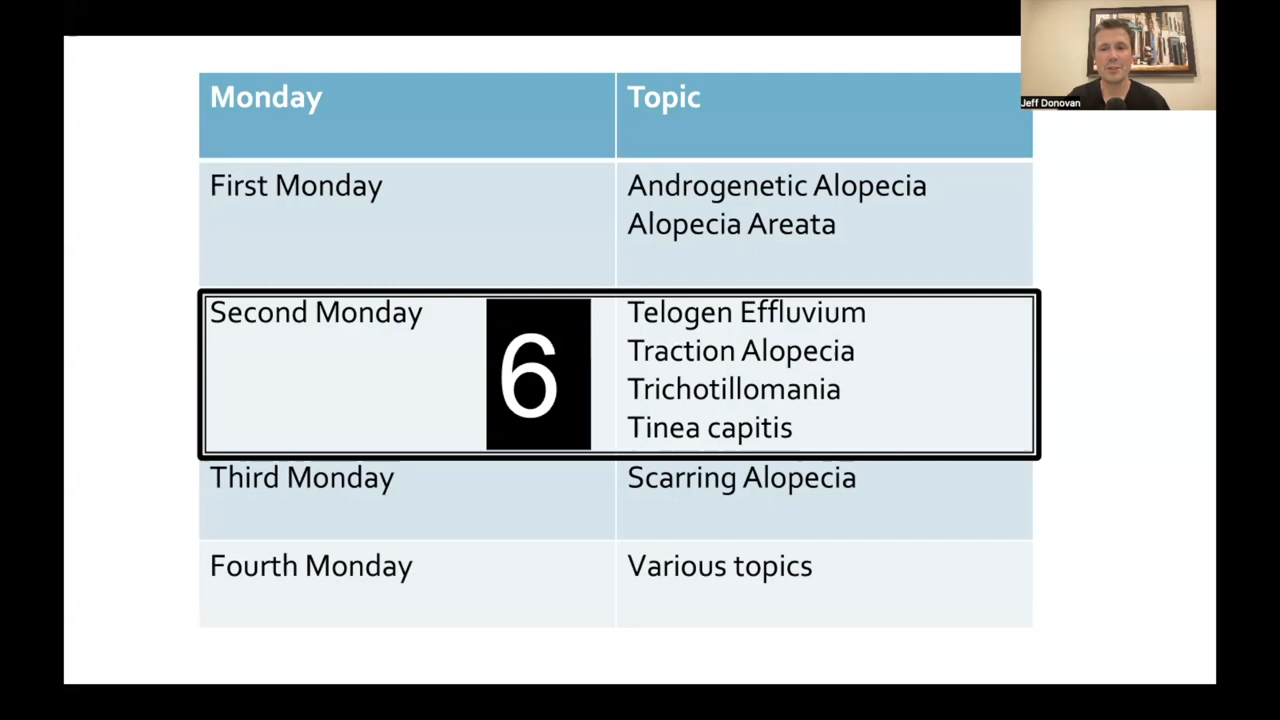 Jeff Donovan
Monday Topic
First Monday Androgenetic Alopecia
Alopecia Areata
Second Monday Telogen Effluvium
6
Traction Alopecia
Trichotillomania
Tinea capitis
Third Monday Scarring Alopecia
Fourth Monday Various topics